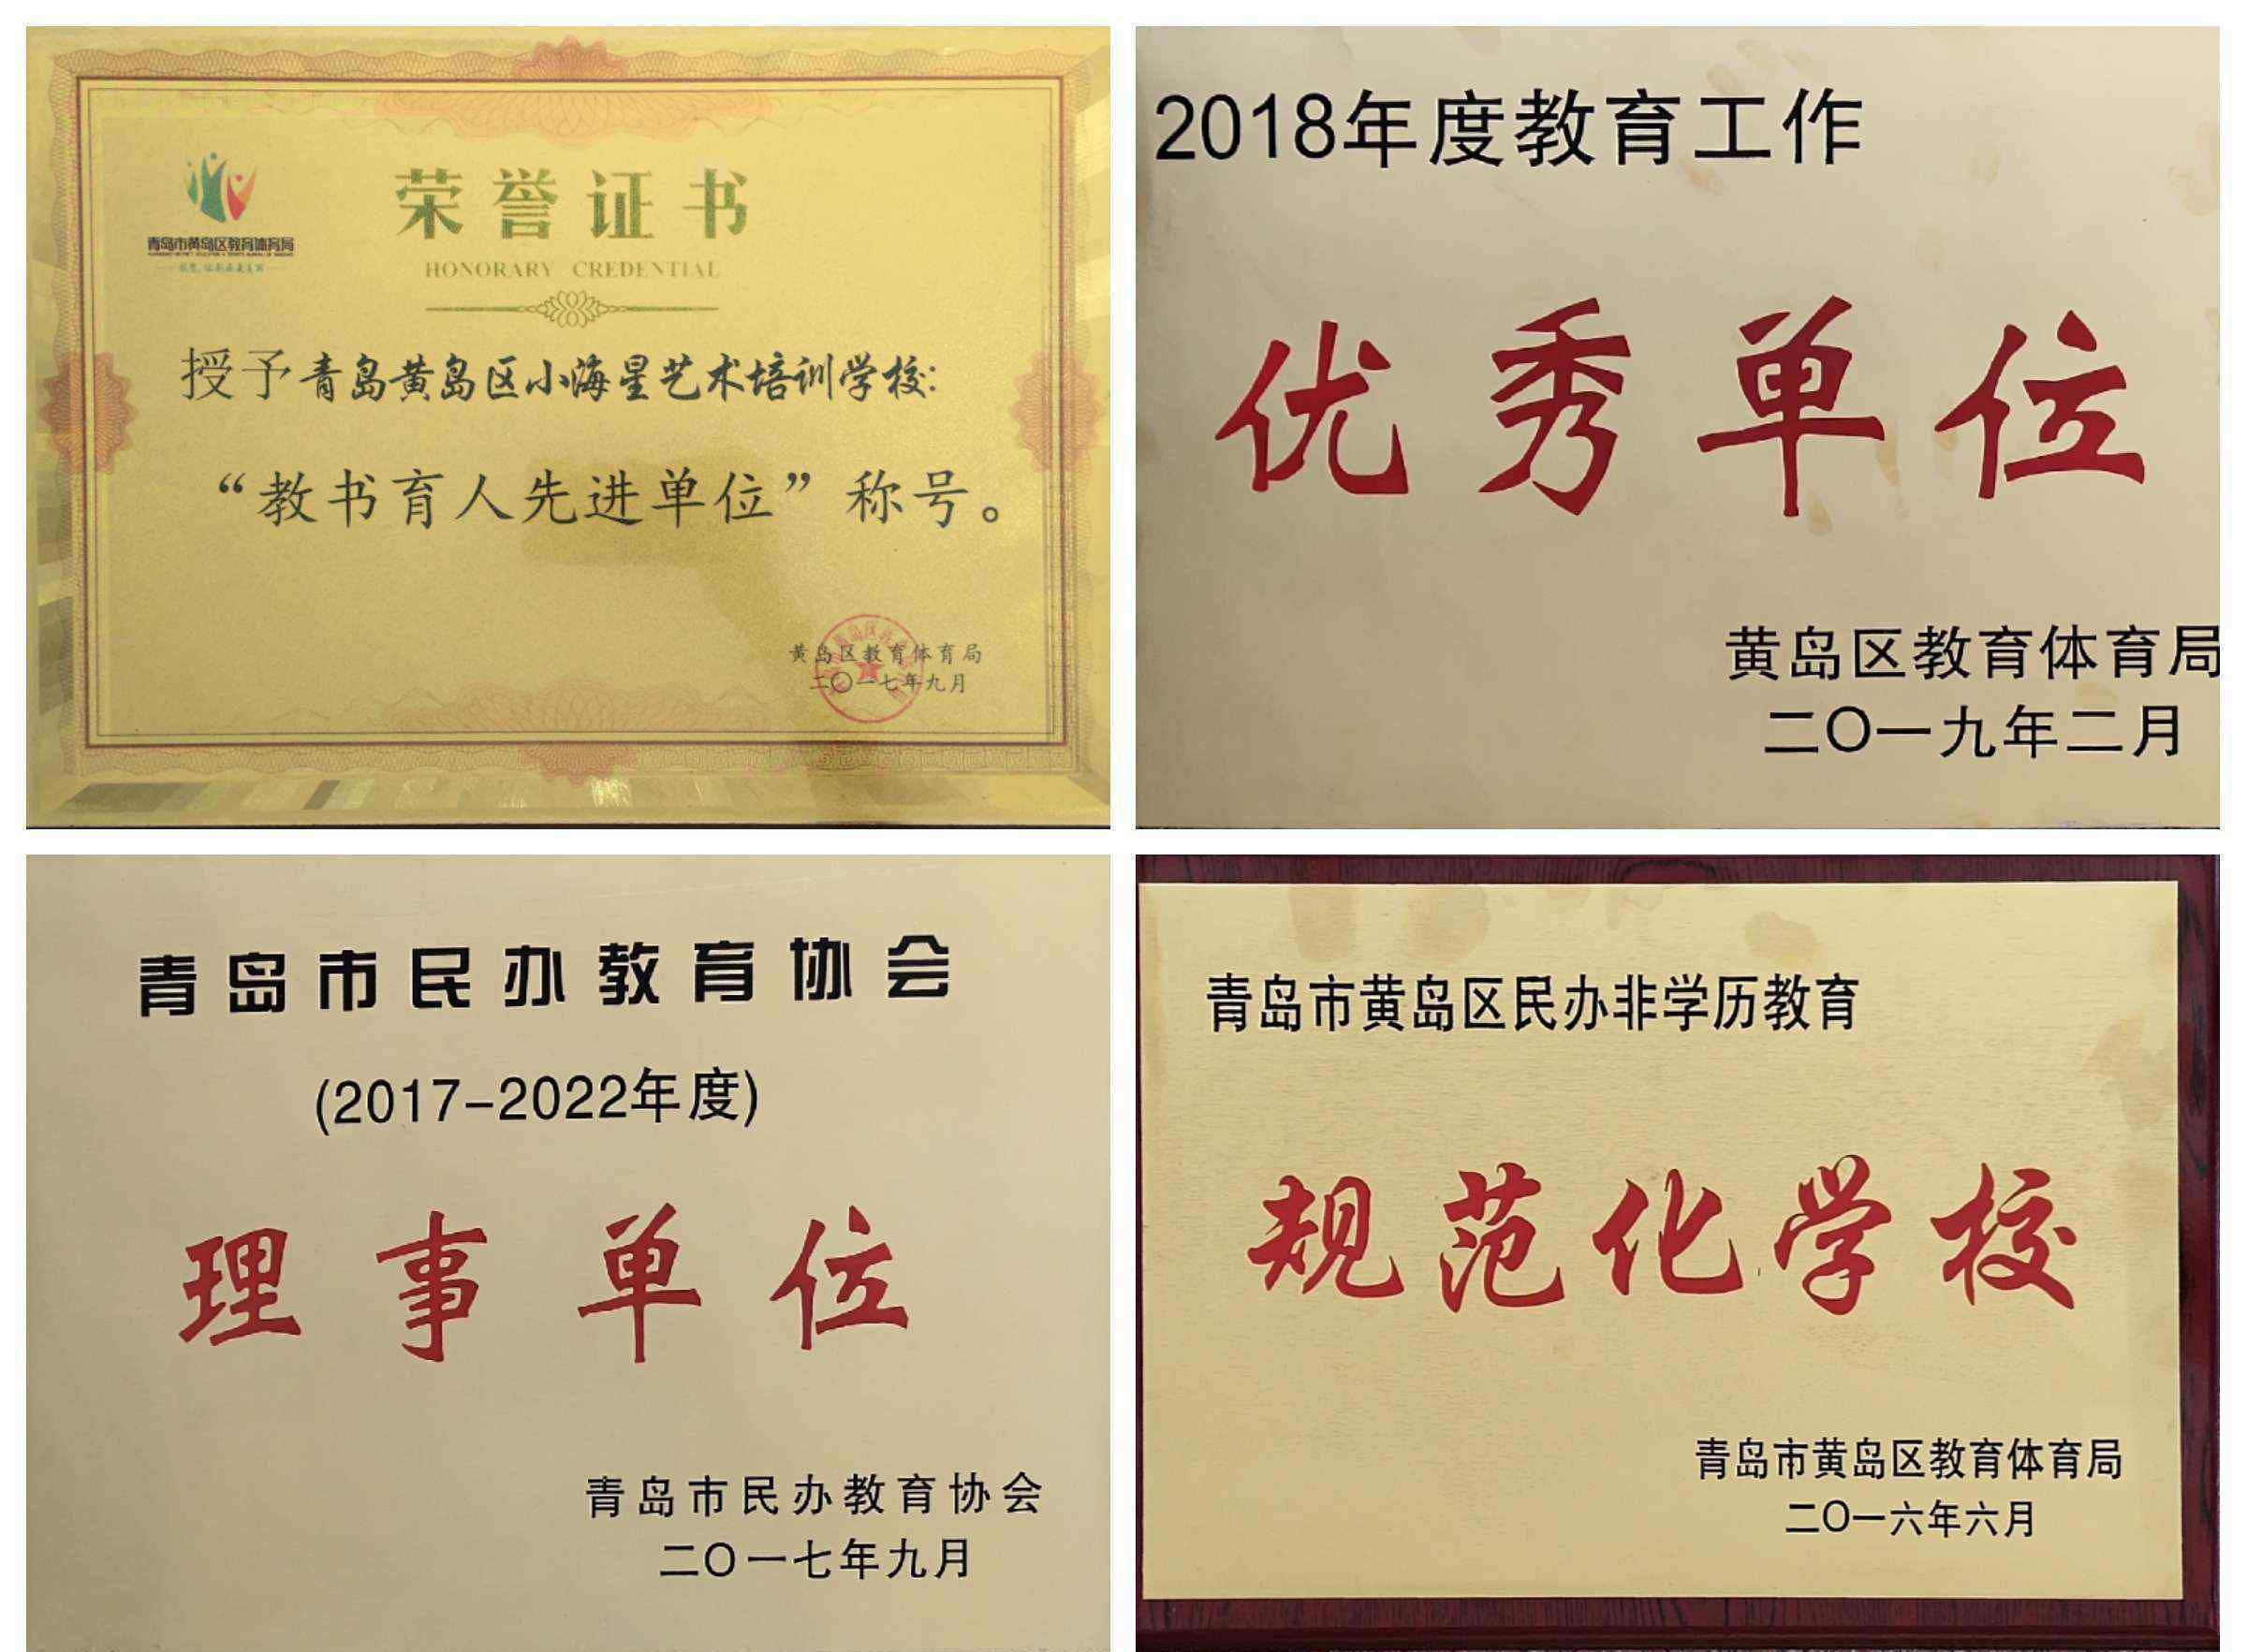 青岛市黄岛区教育体育局
荣誉证书
HONORARY CREDENTIAL
授予青岛黄岛区小海星艺术培训学校:
“教书育人先进单位”称号。
黄岛区教育体育局
二〇一七年九月
2018年度教育工作
优秀单位
黄岛区教育体育局
二〇一九年二月
青岛市民办教育协会
(2017-2022年度)
理事单位
青岛市民办教育协会
二〇一七年九月
青岛市黄岛区民办非学历教育
规范化学校
青岛市黄岛区教育体育局
二〇一六年六月